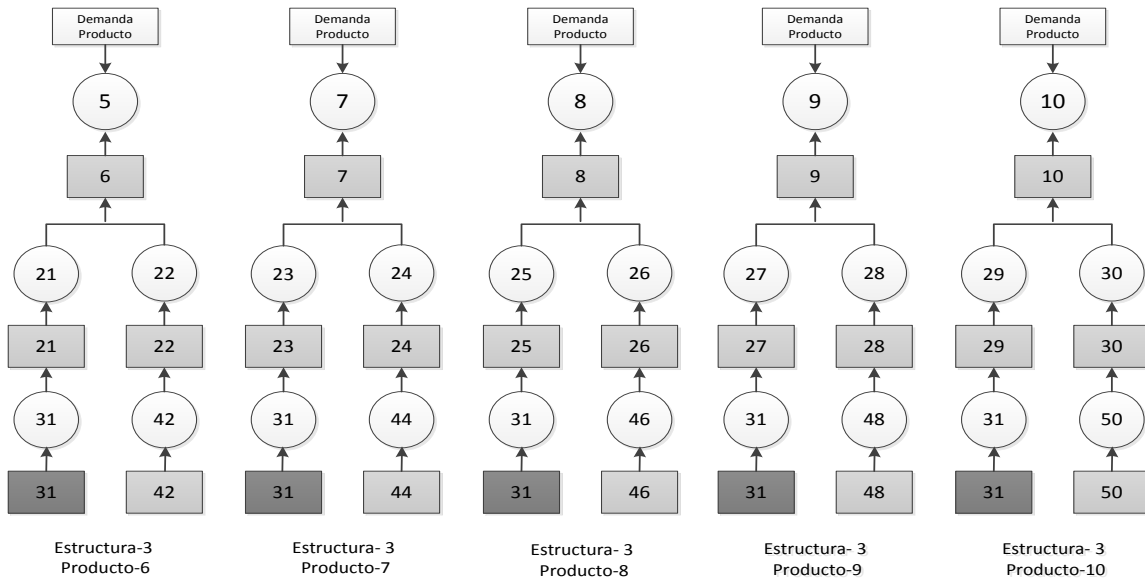 Demanda
Producto
Demanda
Producto
Demanda
Producto
Demanda
Producto
Demanda
Producto
5
7
8
9
10
6
7
8
9
10
21
22
23
24
25
26
27
28
29
30
21
22
23
24
25
26
27
28
29
30
31
42
31
44
31
46
31
48
31
50
31
42
31
44
31
46
31
48
31
50
Estructura-3
Producto-6
Estructura- 3
Producto-7
Estructura- 3
Producto-8
Estructura- 3
Producto-9
Estructura- 3
Producto-10